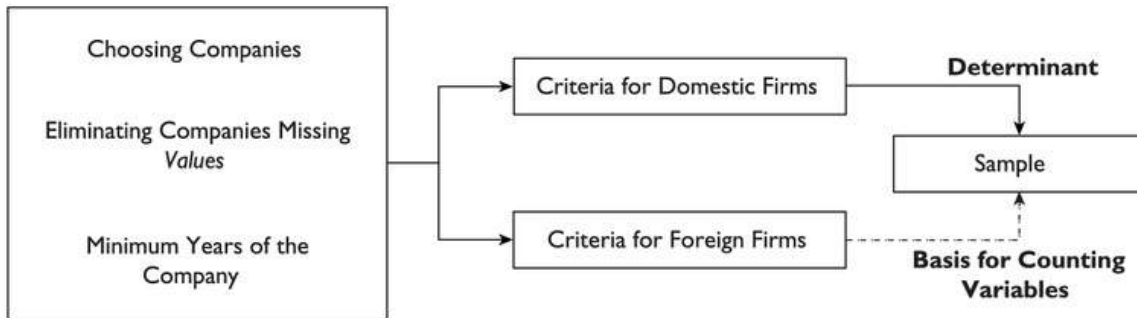 Choosing Companies
Eliminating Companies Missing
Values
Minimum Years of the
Company
Criteria for Domestic Firms
Criteria for Foreign Firms
Determinant
Sample
Basis for Counting
Variables